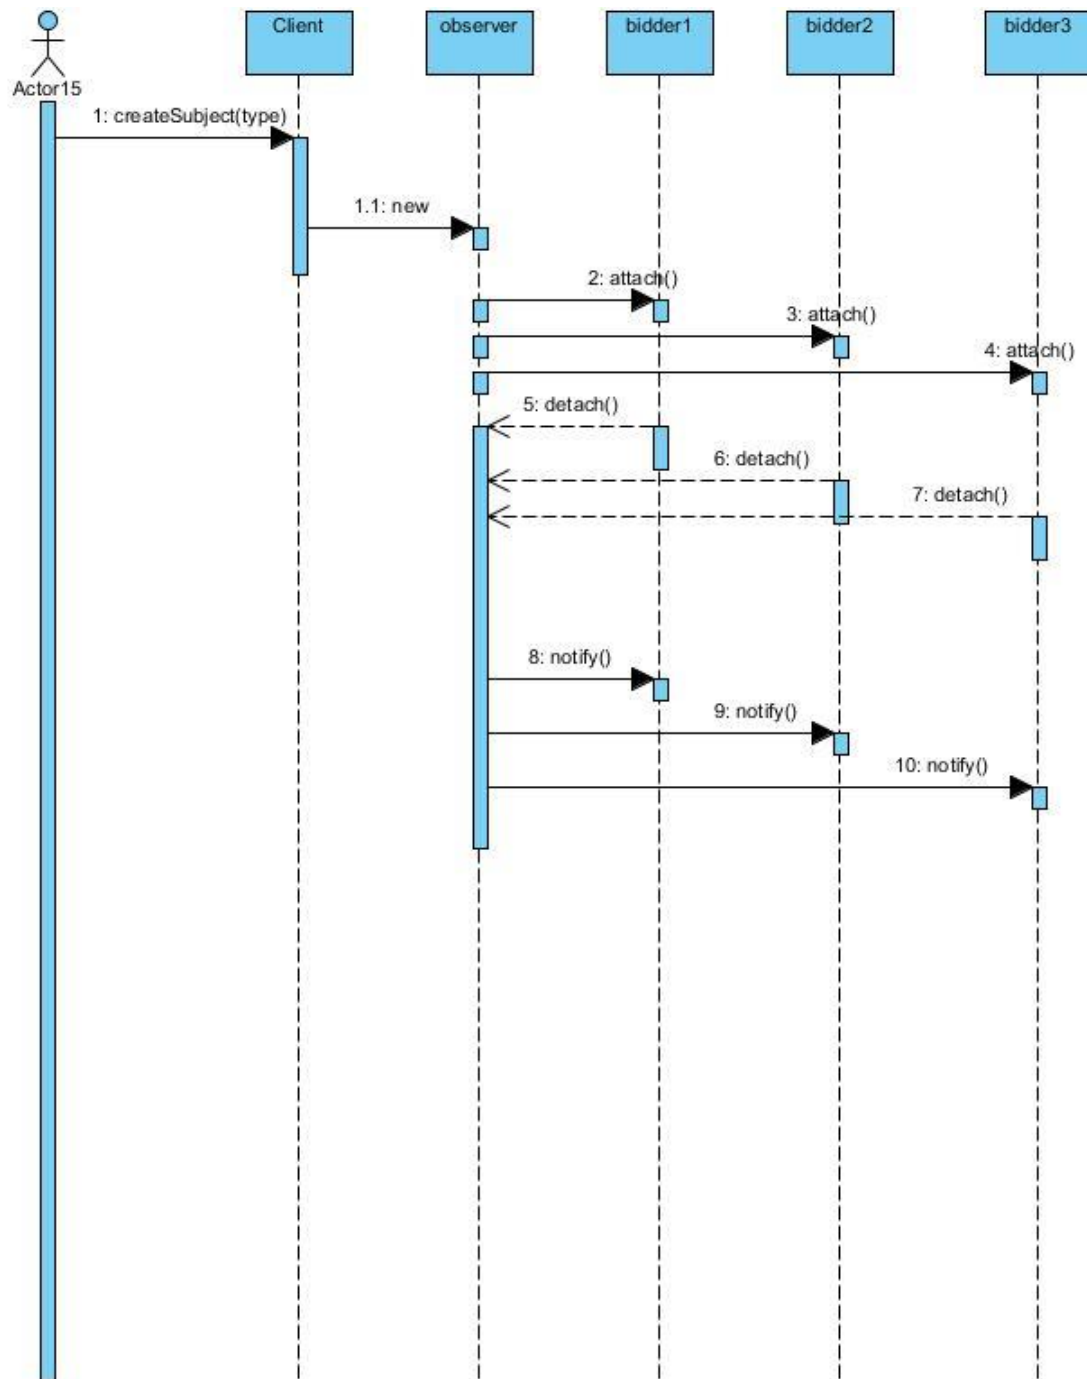 Client
observer
bidder1
bidder2
bidder3
Actor15
1: createSubject(type)
1.1: new
2: attach()
3: attach()
4: attach()
5: detach()
6: detach()
7: detach()
8: notify()
9: notify()
10: notify()